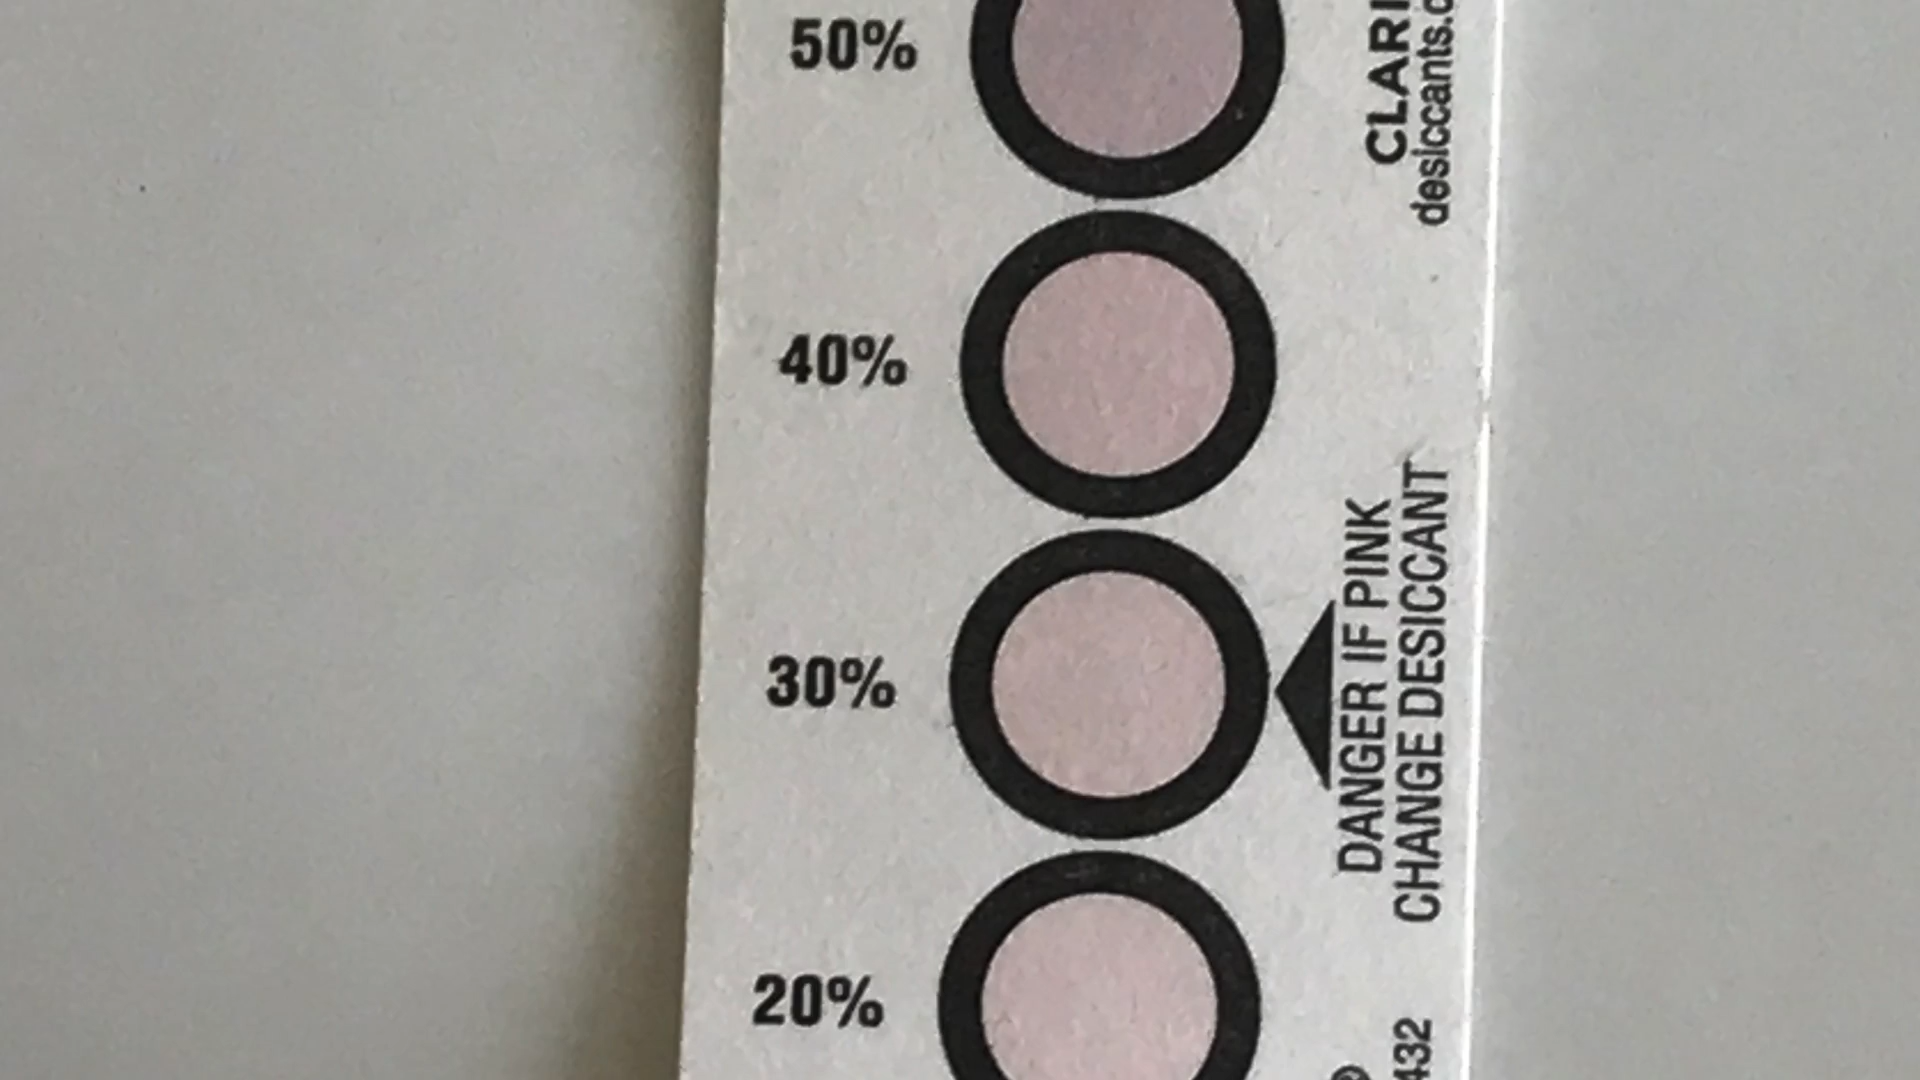 50%
40%
30%
20%
CLARI
desiccants.c
DANGER IF PINK
CHANGE DESICCANT
®
432